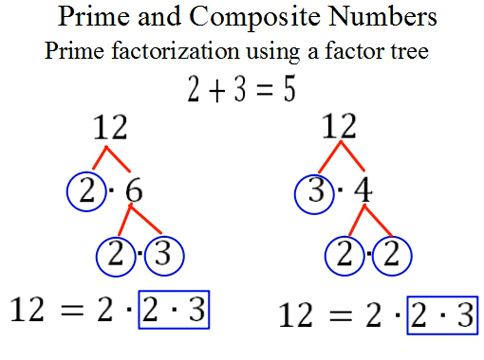 Prime and Composite Numbers
Prime factorization using a factor tree
2 + 3 = 5
12
2 · 6
2 · 3
12 = 2 · 2 · 3
12
3 · 4
2 · 2
12 = 2 · 2 · 3